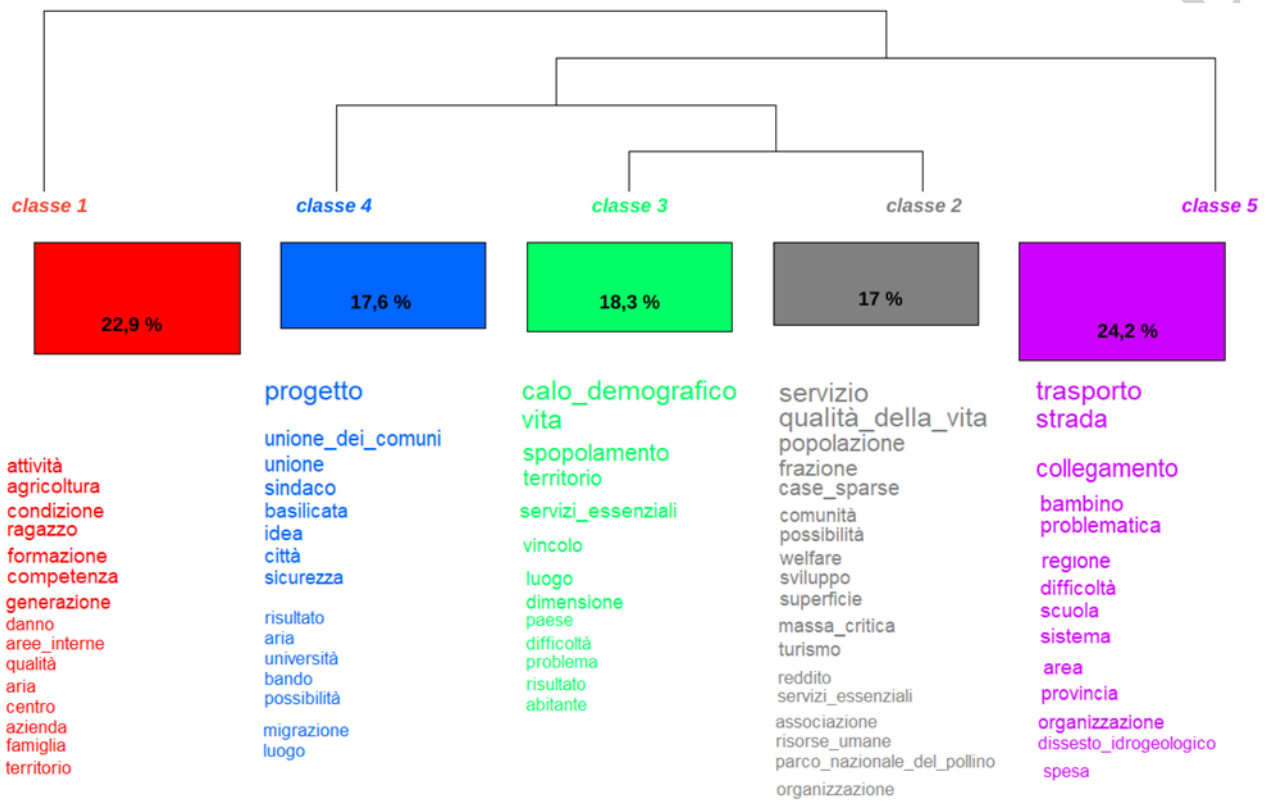 classe 1
classe 4
classe 3
classe 2
classe 5
22,9 %
17,6 %
18,3 %
17 %
24,2 %
attività
agricoltura
condizione
ragazzo
formazione
competenza
generazione
danno
aree_interne
qualità
aria
centro
azienda
famiglia
territorio
progetto
unione_dei_comuni
unione
sindaco
basilicata
idea
città
sicurezza
risultato
aria
università
bando
possibilità
migrazione
luogo
calo_demografico
vita
spopolamento
territorio
servizi_essenziali
vincolo
luogo
dimensione
paese
difficoltà
problema
risultato
abitante
servizio
qualità_della_vita
popolazione
frazione
case_sparse
comunità
possibilità
welfare
sviluppo
superficie
massa_critica
turismo
reddito
servizi_essenziali
associazione
risorse_umane
parco_nazionale_del_pollino
organizzazione
trasporto
strada
collegamento
bambino
problematica
regione
difficoltà
scuola
sistema
area
provincia
organizzazione
dissesto_idrogeologico
spesa